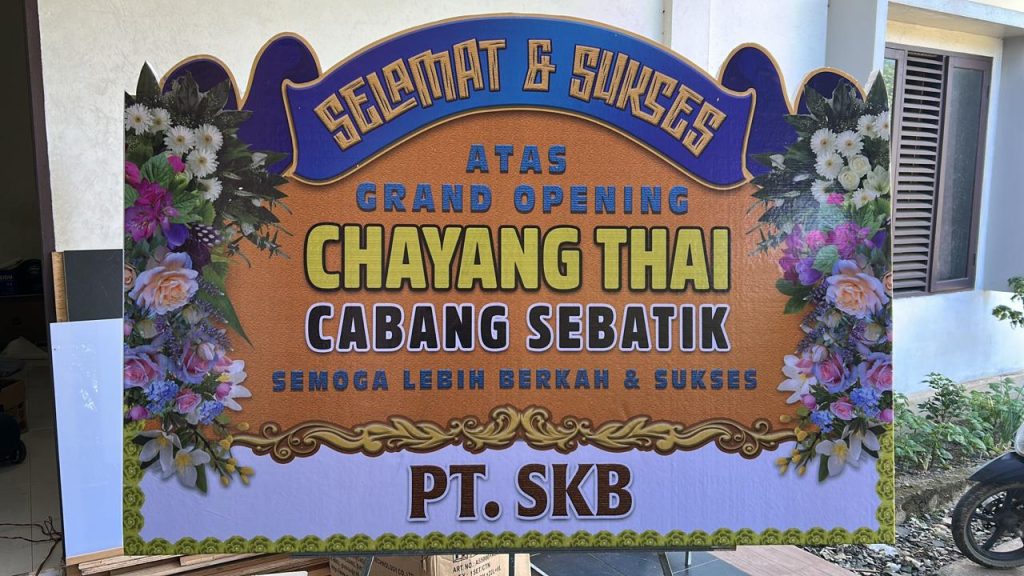 SELAMAT & SUKSES
ATAS
GRAND OPENING
CHAYANG THAI
CABANG SEBATIK
SEMOGA LEBIH BERKAH & SUKSES
PT. SKB